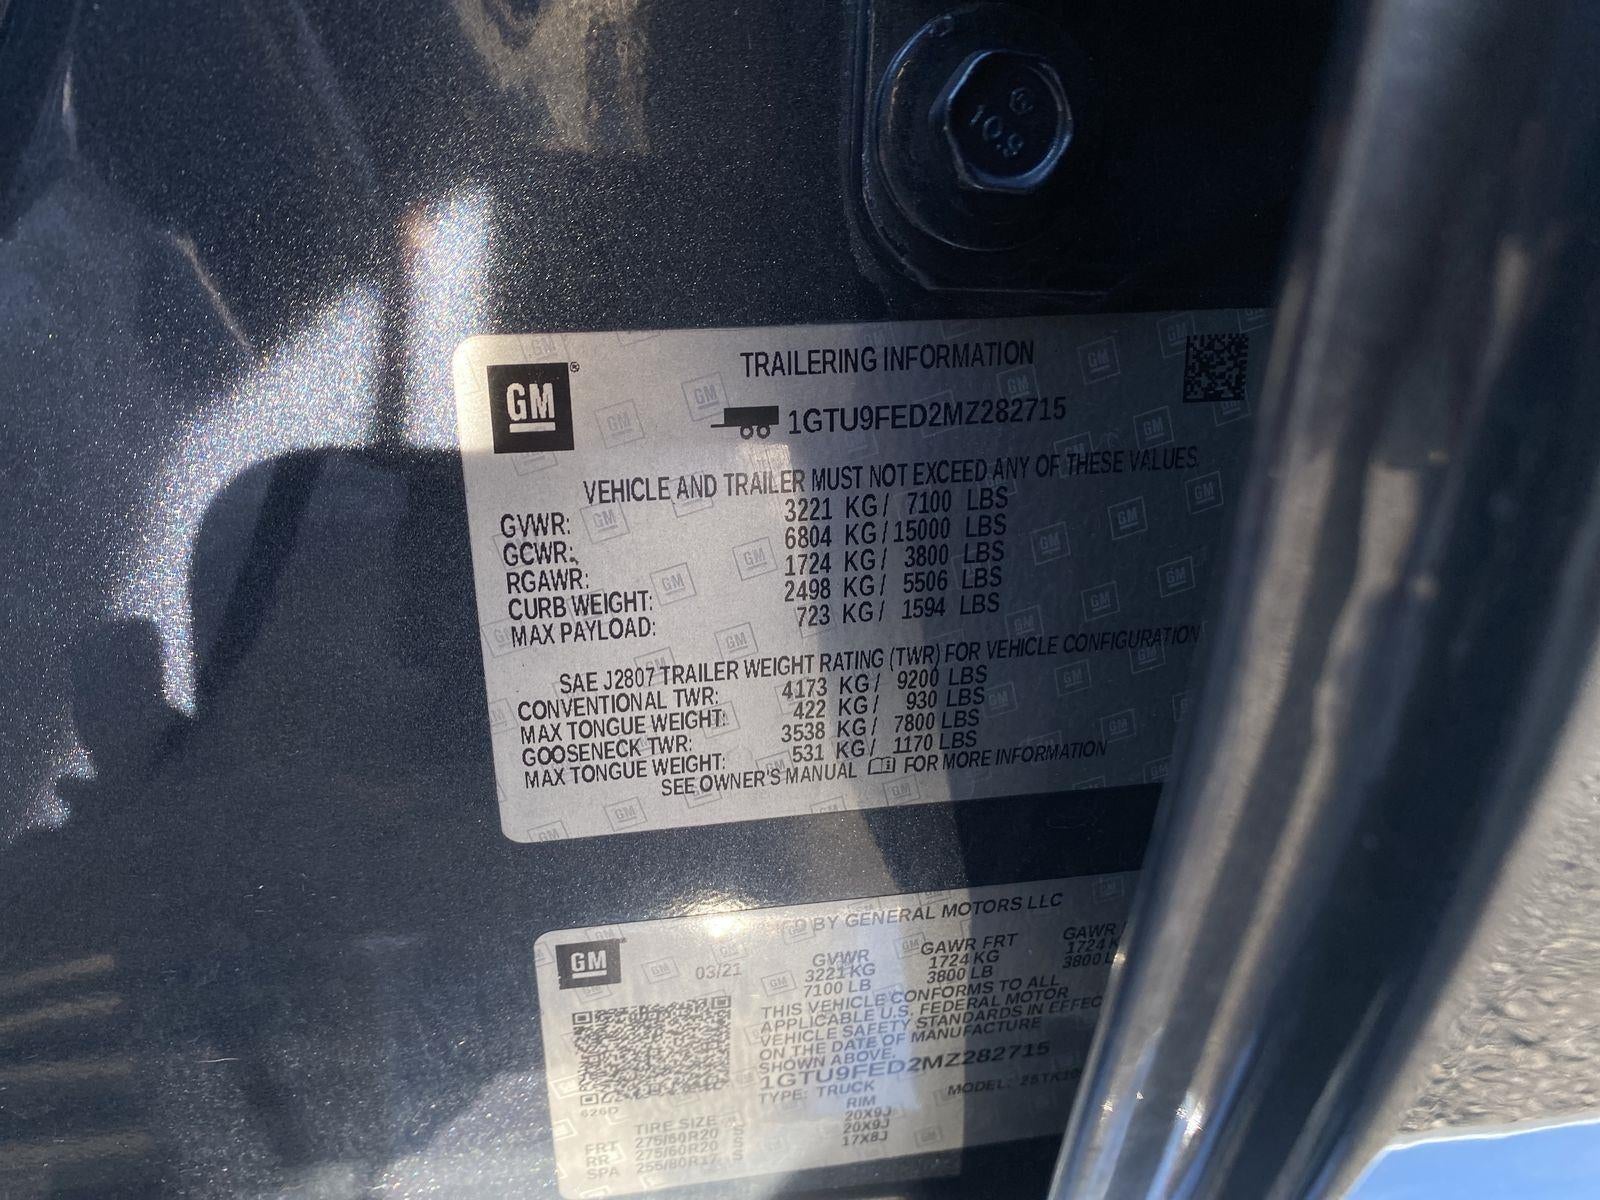 10.9
GM
TRAILERING INFORMATION
1GTU9FED2MZ282715
VEHICLE AND TRAILER MUST NOT EXCEED ANY OF THESE VALUES
GVWR: 3221 KG/ 7100 LBS
GCWR: 6804 KG/15000 LBS
RGAWR: 1724 KG/ 3800 LBS
CURB WEIGHT: 2498 KG/ 5506 LBS
MAX PAYLOAD: 723 KG/ 1594 LBS
SAE J2807 TRAILER WEIGHT RATING (TWR) FOR VEHICLE CONFIGURATION
CONVENTIONAL TWR: 4173 KG/ 9200 LBS
MAX TONGUE WEIGHT: 422 KG/ 930 LBS
GOOSENECK TWR: 3538 KG/ 7800 LBS
MAX TONGUE WEIGHT: 531 KG/ 1170 LBS
SEE OWNER'S MANUAL FOR MORE INFORMATION
GM
BY GENERAL MOTORS LLC
03/21
GVWR GAWR FRT GAWR
3221KG 1724KG 1724K
7100 LB 3800 LB 3800 L
THIS VEHICLE CONFORMS TO ALL
APPLICABLE U.S. FEDERAL MOTOR
VEHICLE SAFETY STANDARDS IN EFFEC
ON THE DATE OF MANUFACTURE
SHOWN ABOVE.
1GTU9FED2MZ282715
TYPE: TRUCK MODEL:
626D
TIRE SIZE RIM
FRT 275/60R20 S 20X9J
RR 275/60R20 S 20X9J
SPA 255/80R17 S 17X8J